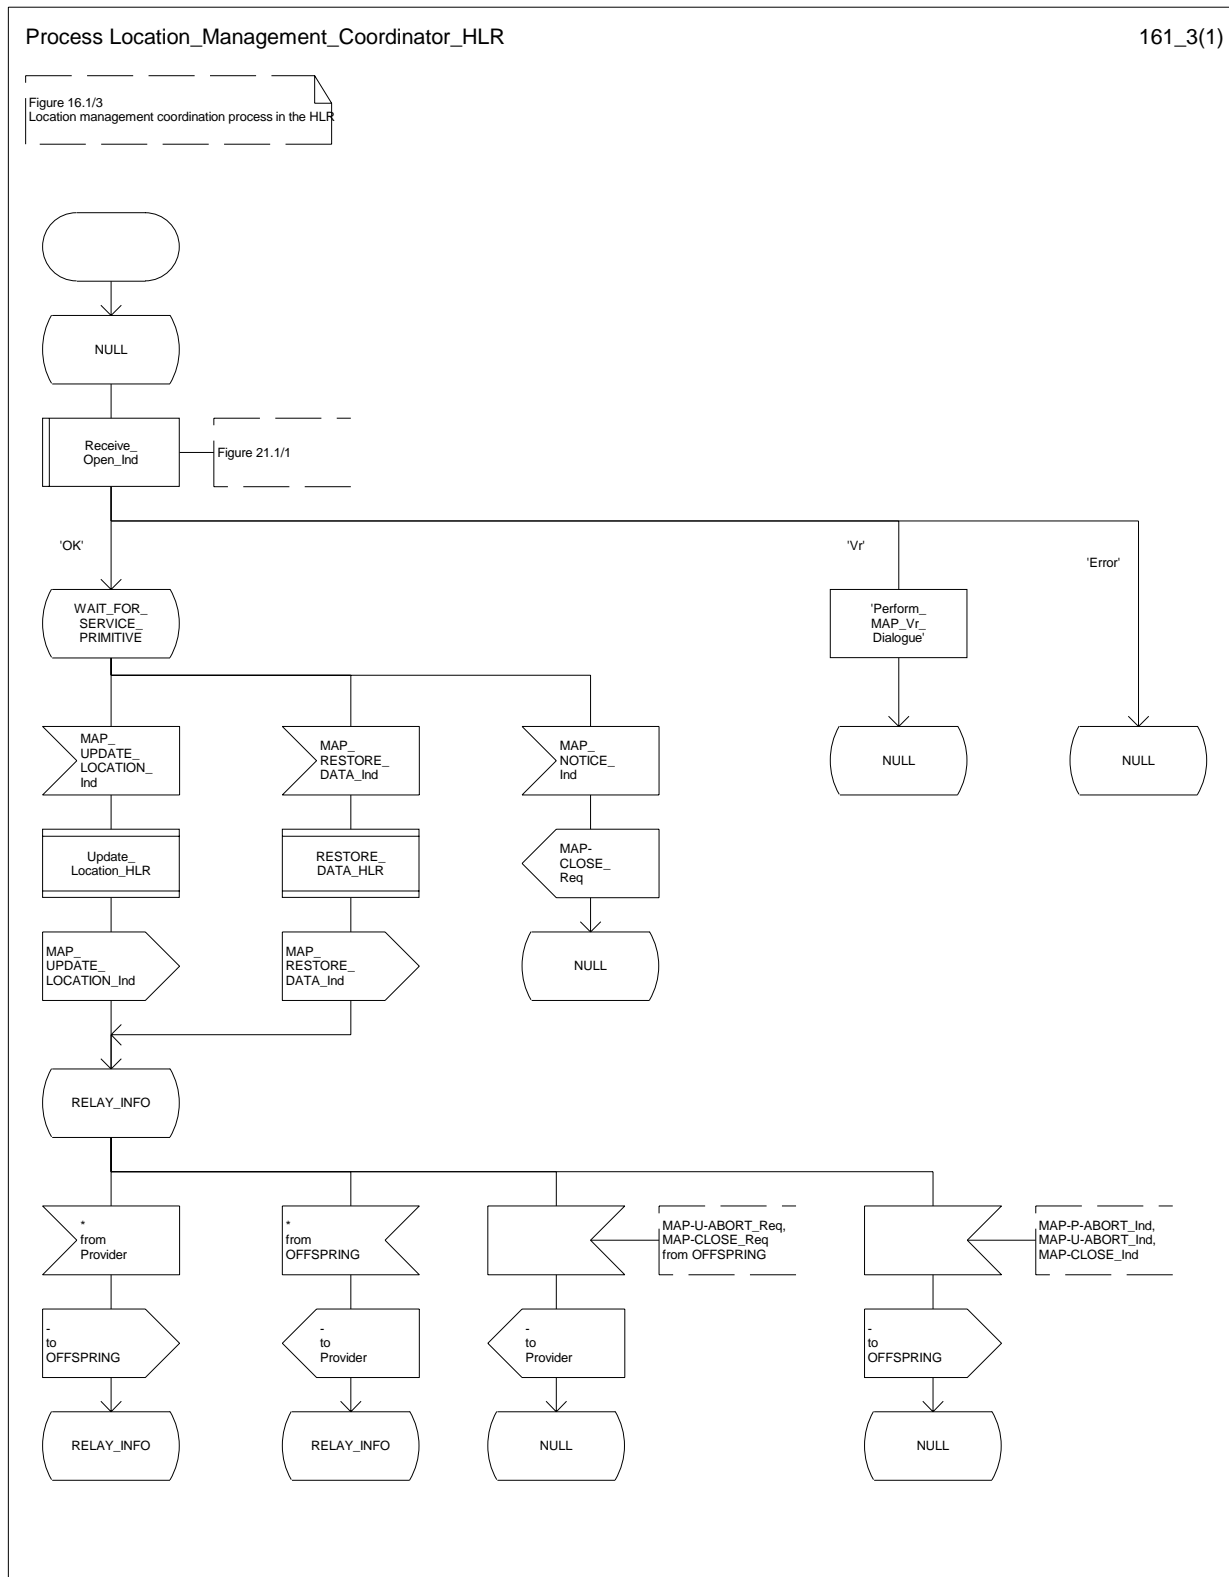 Process Location_Management_Coordinator_HLR
161_3(1)
Figure 16.1/3
Location management coordination process in the HLR
NULL
Receive_
Open_Ind
Figure 21.1/1
'OK'
'Vr'
'Error'
WAIT_FOR_
SERVICE_
PRIMITIVE
'Perform_
MAP_Vr_
Dialogue'
MAP_
UPDATE_
LOCATION_
Ind
MAP_
RESTORE_
DATA_Ind
MAP_
NOTICE_
Ind
NULL
NULL
Update_
Location_HLR
RESTORE_
DATA_HLR
MAP-
CLOSE_
Req
MAP_
UPDATE_
LOCATION_Ind
MAP_
RESTORE_
DATA_Ind
NULL
RELAY_INFO
*
from
Provider
*
from
OFFSPRING
MAP-U-ABORT_Req,
MAP-CLOSE_Req
from OFFSPRING
MAP-P-ABORT_Ind,
MAP-U-ABORT_Ind,
MAP-CLOSE_Ind
-
to
OFFSPRING
-
to
Provider
-
to
Provider
-
to
OFFSPRING
RELAY_INFO
RELAY_INFO
NULL
NULL